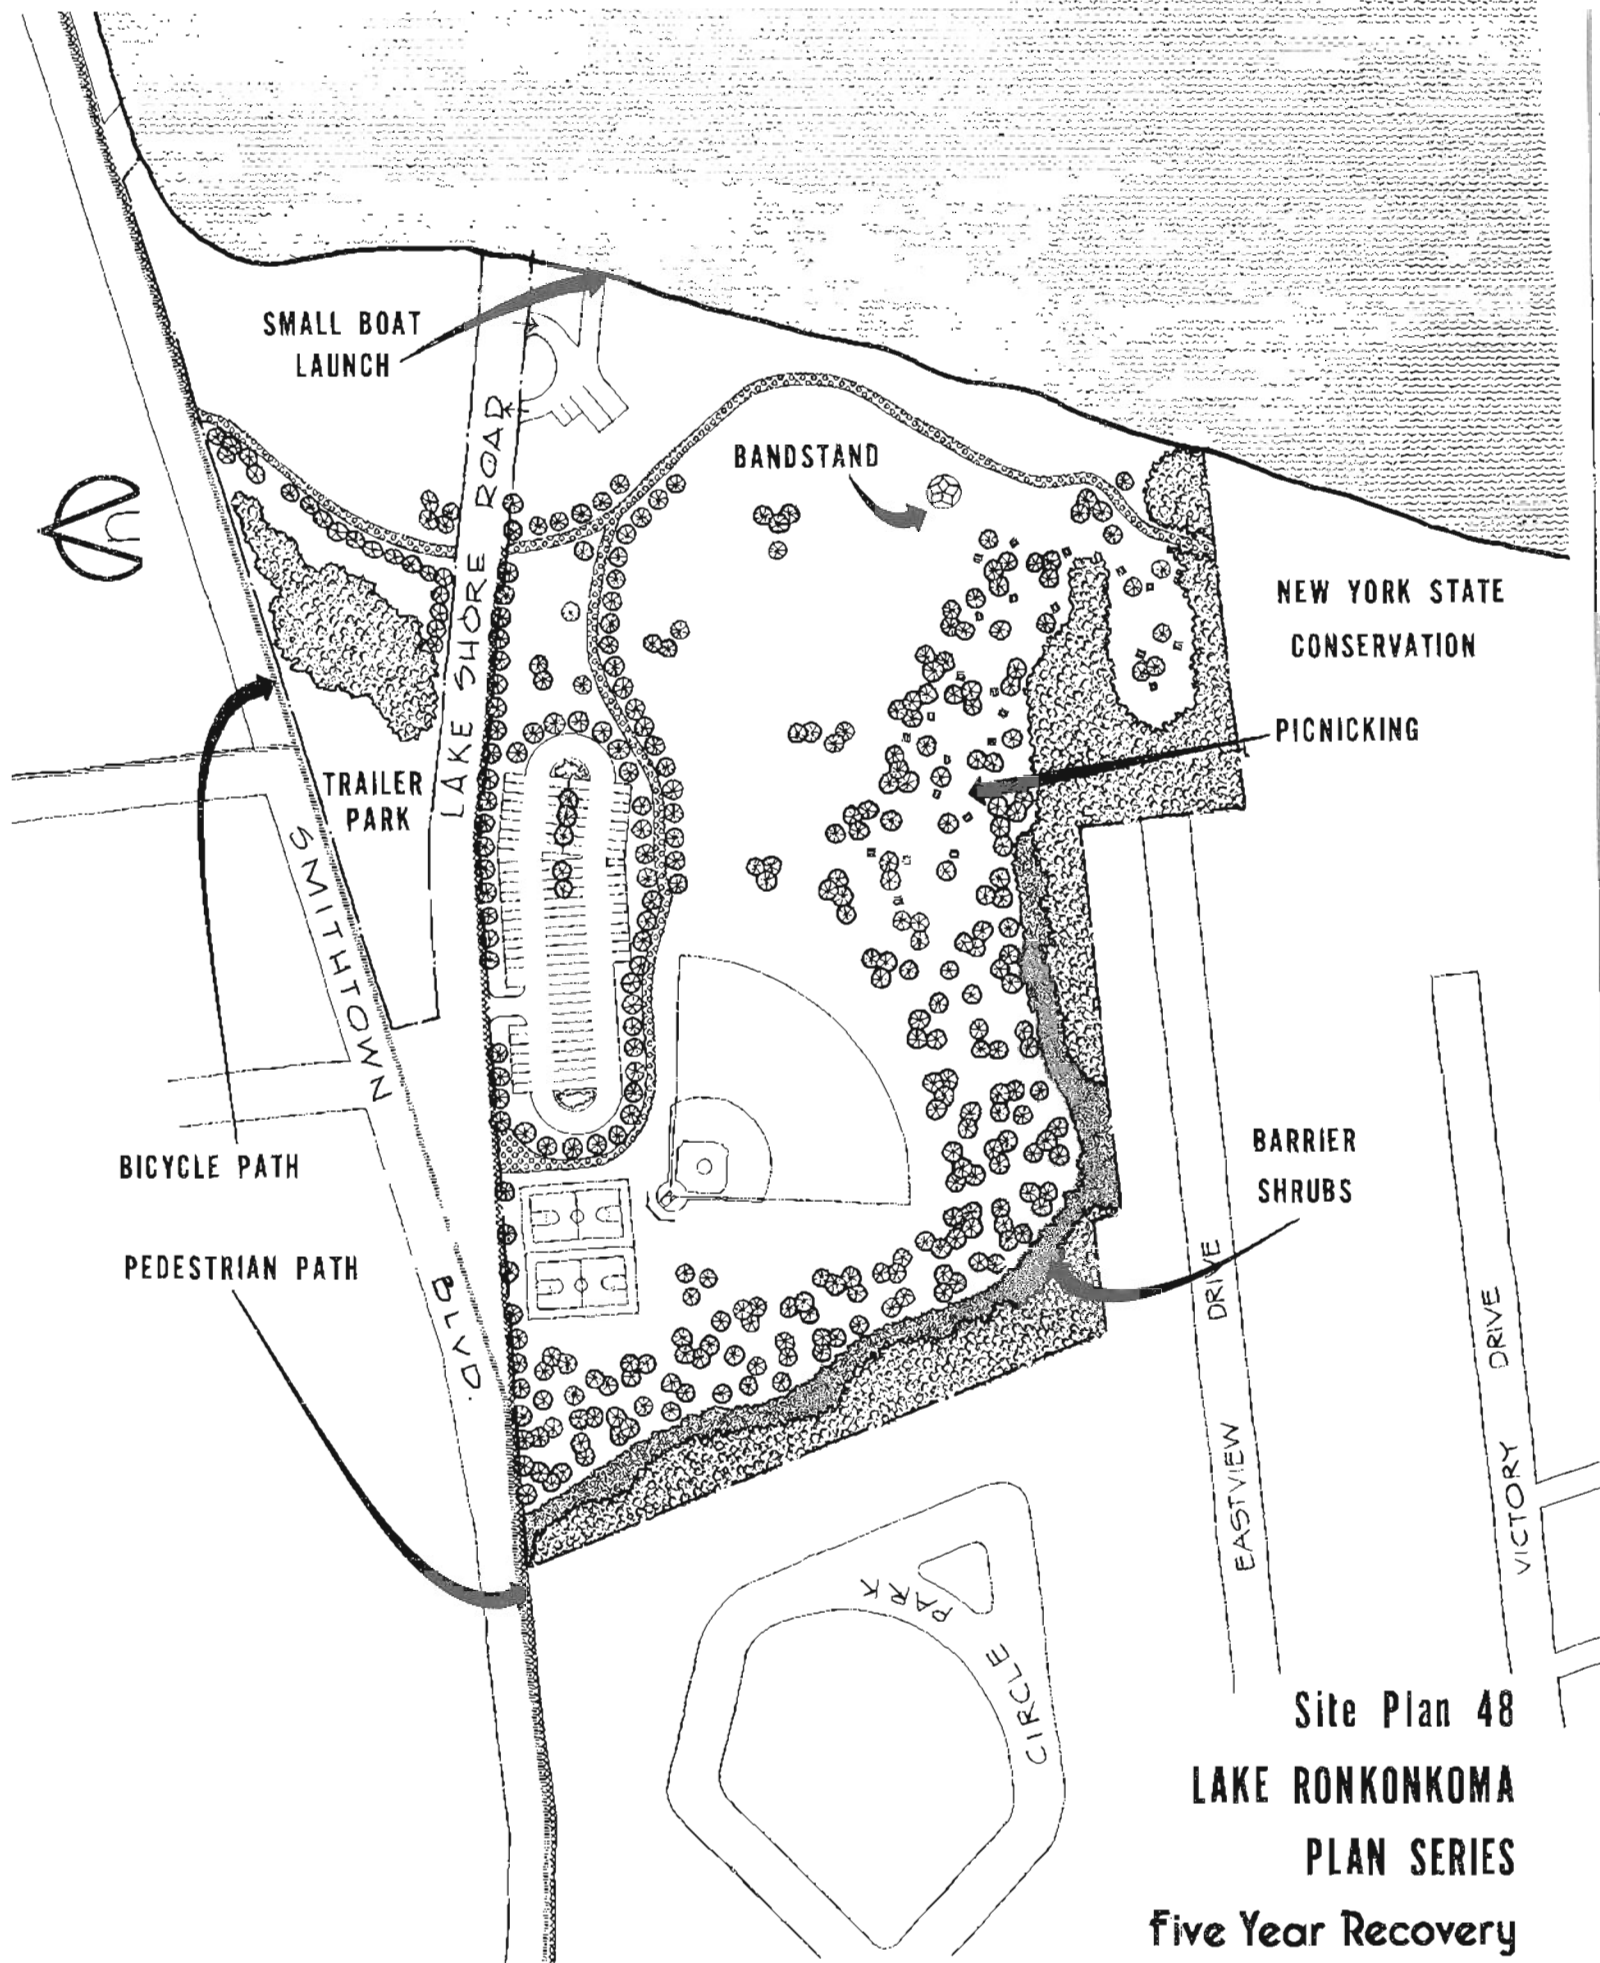 SMALL BOAT
LAUNCH
LAKE SHORE ROAD
BANDSTAND
n
NEW YORK STATE
CONSERVATION
PICNICKING
TRAILER
PARK
SMITHTOWN BLVD.
BICYCLE PATH
PEDESTRIAN PATH
BARRIER
SHRUBS
EASTVIEW DRIVE
VICTORY DRIVE
CIRCLE PARK
Site Plan 48
LAKE RONKONKOMA
PLAN SERIES
Five Year Recovery